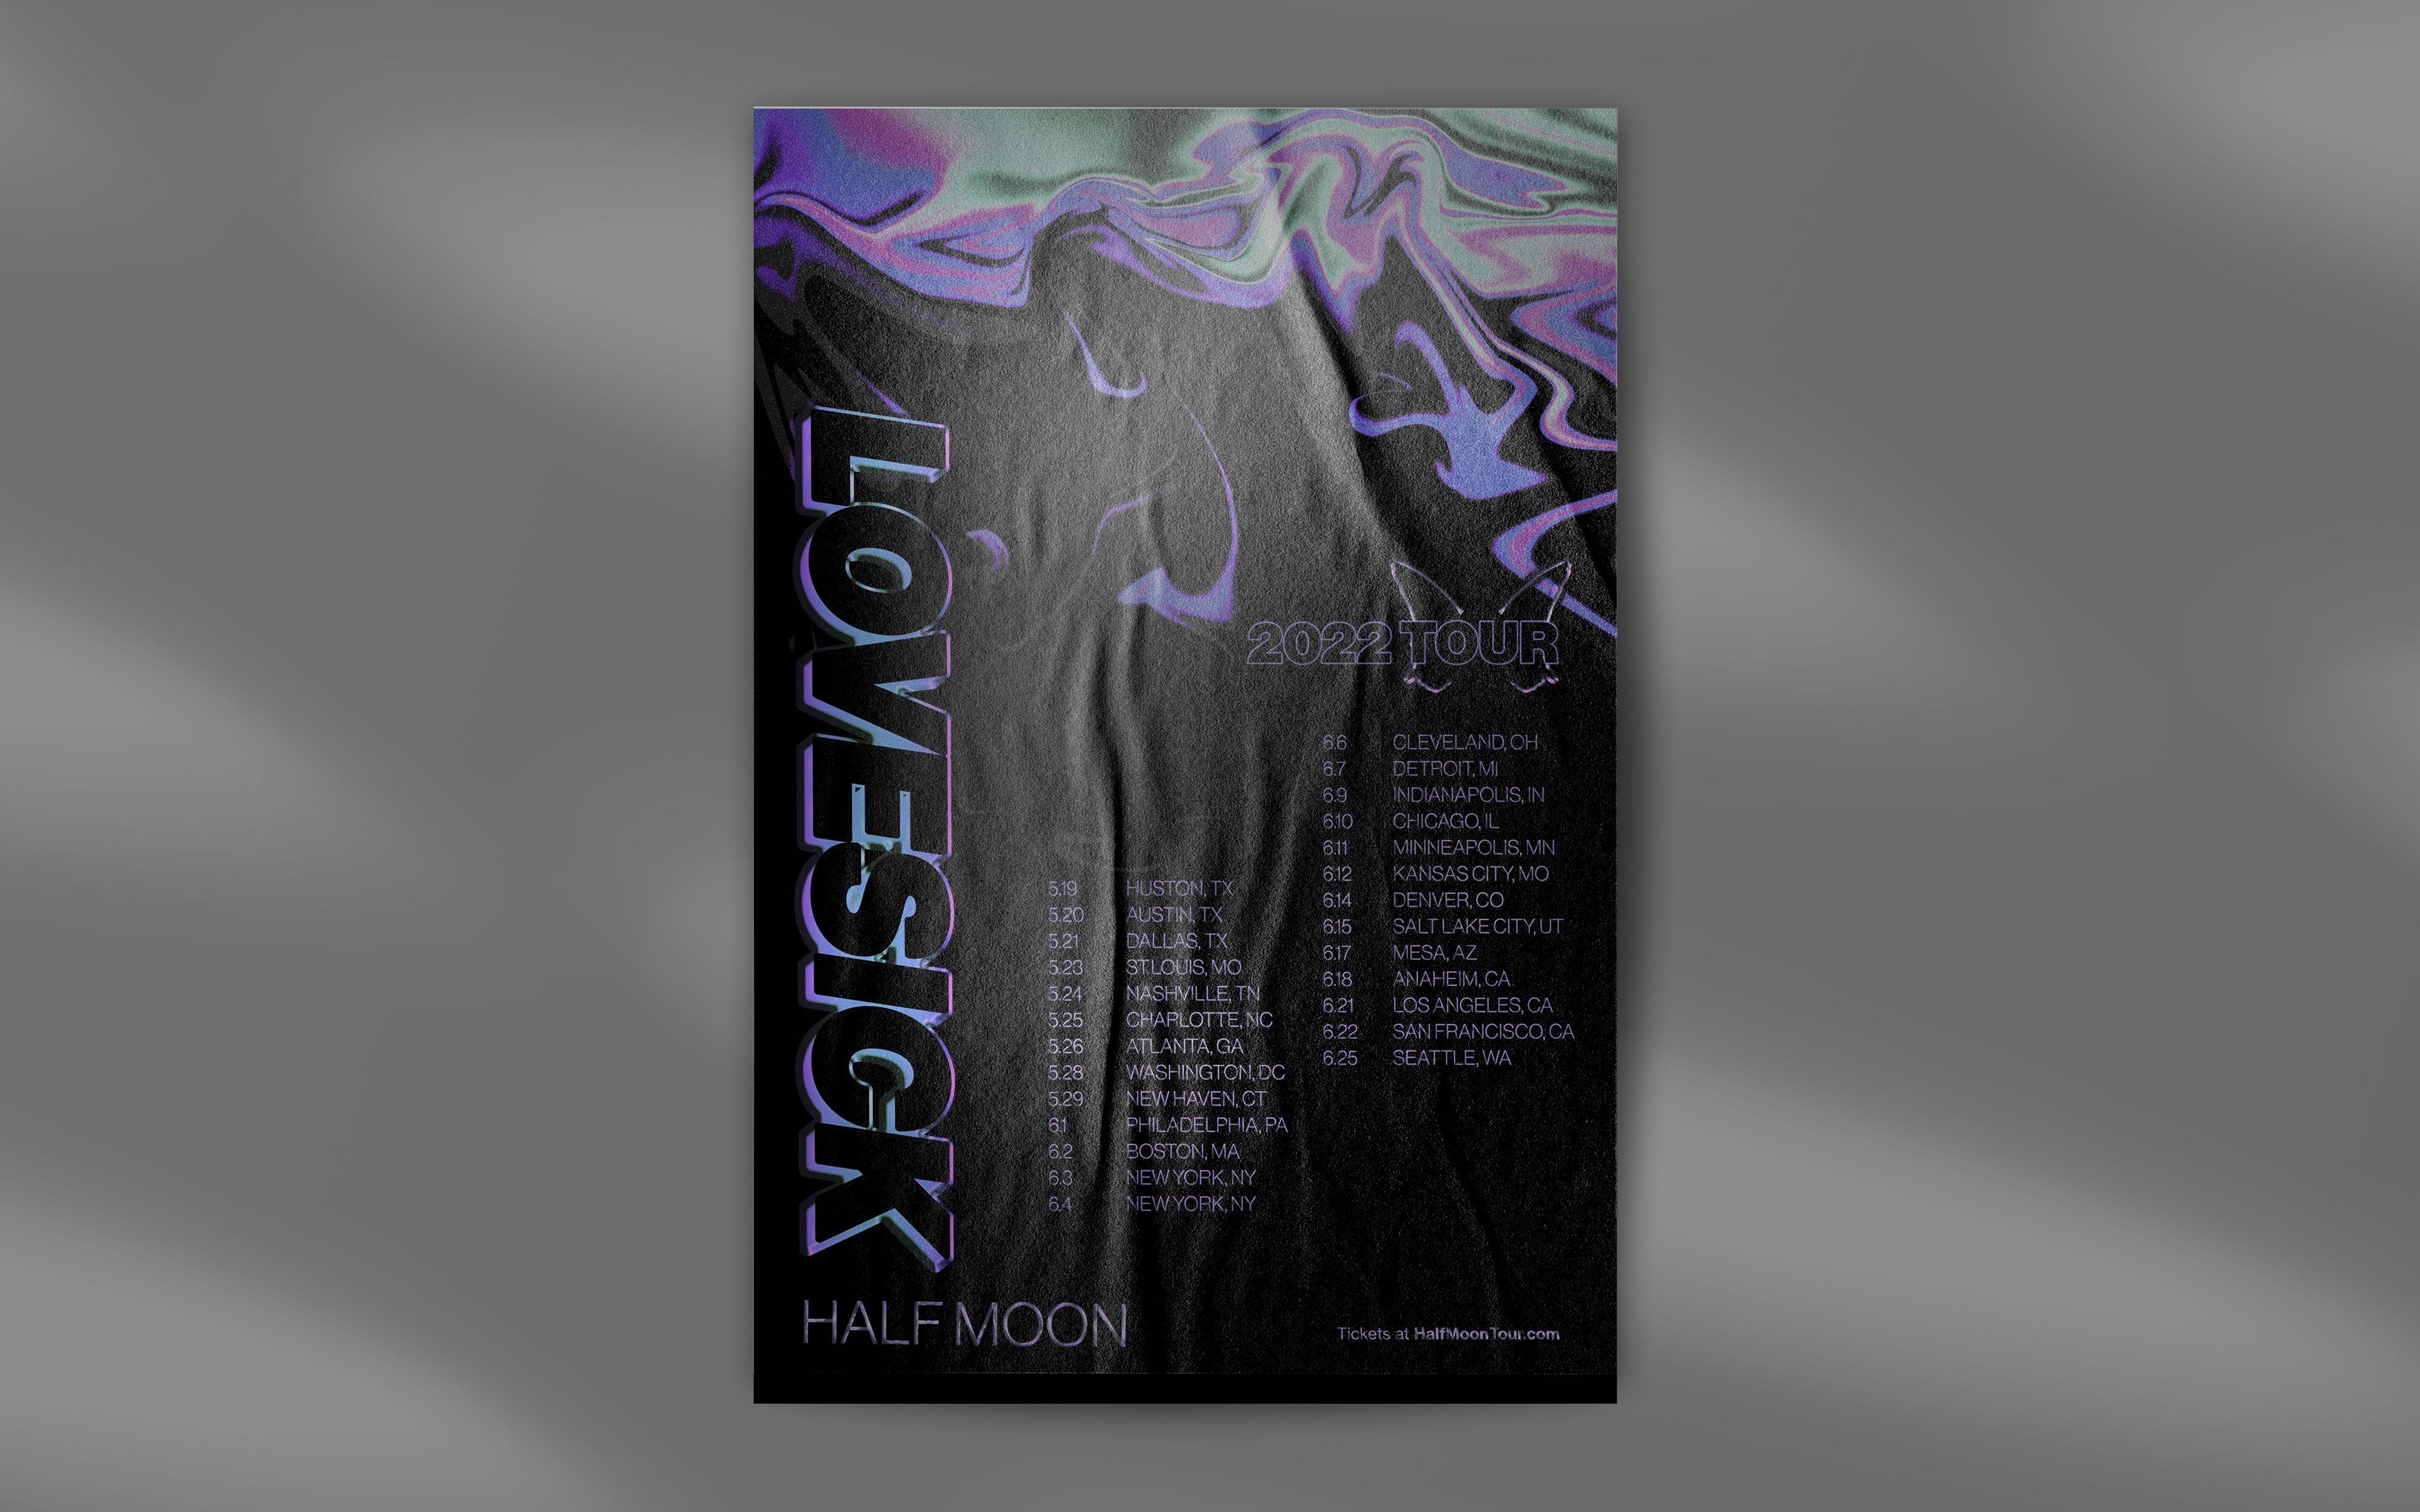 LOVESICK
2022 TOUR
5.19 HUSTON, TX
5.20 AUSTIN, TX
5.21 DALLAS, TX
5.23 ST.LOUIS, MO
5.24 NASHVILLE, TN
5.25 CHARLOTTE, NC
5.26 ATLANTA, GA
5.28 WASHINGTON, DC
5.29 NEW HAVEN, CT
6.1 PHILADELPHIA, PA
6.2 BOSTON, MA
6.3 NEW YORK, NY
6.4 NEW YORK, NY
6.6 CLEVELAND, OH
6.7 DETROIT, MI
6.9 INDIANAPOLIS, IN
6.10 CHICAGO, IL
6.11 MINNEAPOLIS, MN
6.12 KANSAS CITY, MO
6.14 DENVER, CO
6.15 SALT LAKE CITY, UT
6.17 MESA, AZ
6.18 ANAHEIM, CA
6.21 LOS ANGELES, CA
6.22 SAN FRANCISCO, CA
6.25 SEATTLE, WA
HALF MOON
Tickets at HalfMoonTour.com